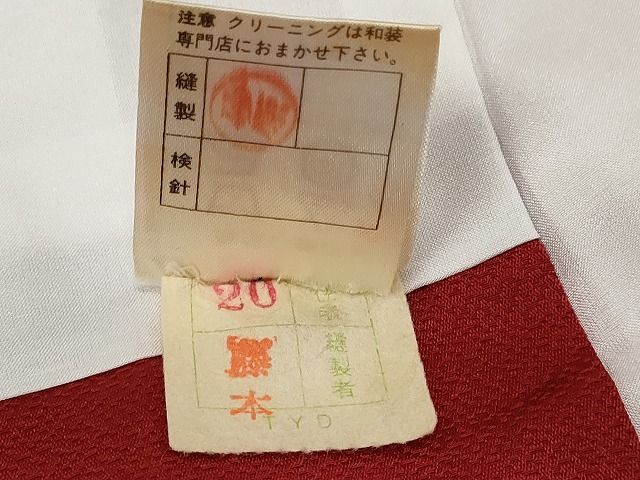 注意 クリーニングは和装
専門店におまかせ下さい。
縫製
検針
20
縫製者
本
TYD